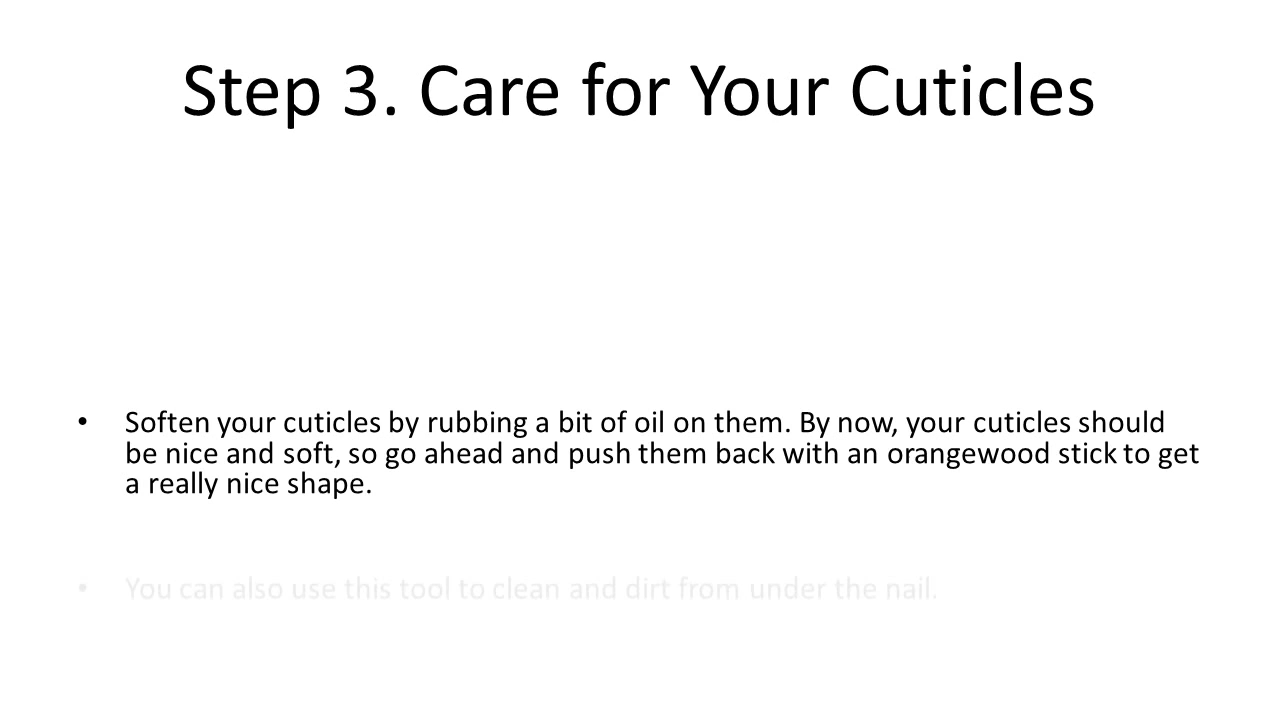 Step 3. Care for Your Cuticles
• Soften your cuticles by rubbing a bit of oil on them. By now, your cuticles should
be nice and soft, so go ahead and push them back with an orangewood stick to get
a really nice shape.
• You can also use this tool to clean and dirt from under the nail.